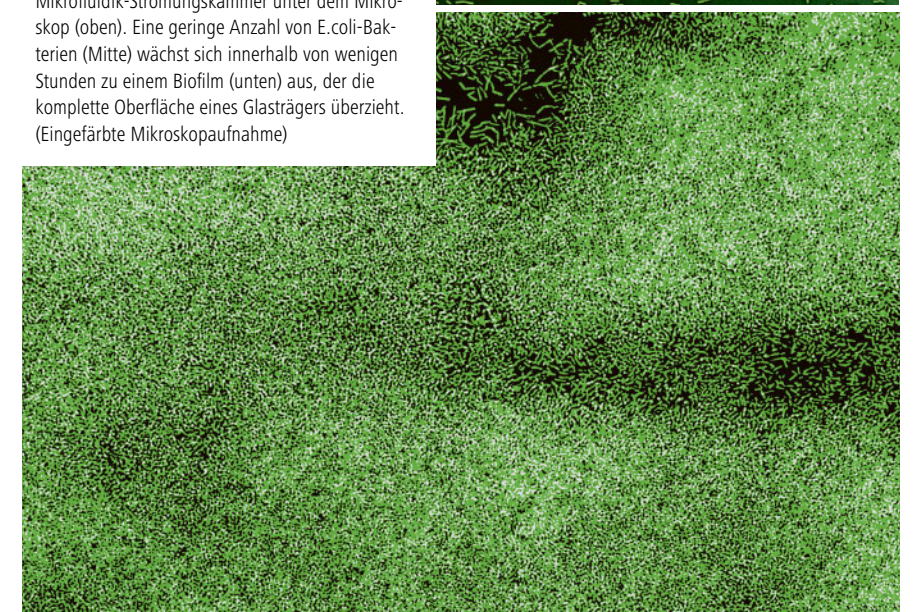 Mikrofluidik-Strömungskammer unter dem Mikro-
skop (oben). Eine geringe Anzahl von E.coli-Bak-
terien (Mitte) wächst sich innerhalb von wenigen
Stunden zu einem Biofilm (unten) aus, der die
komplette Oberfläche eines Glasträgers überzieht.
(Eingefärbte Mikroskopaufnahme)